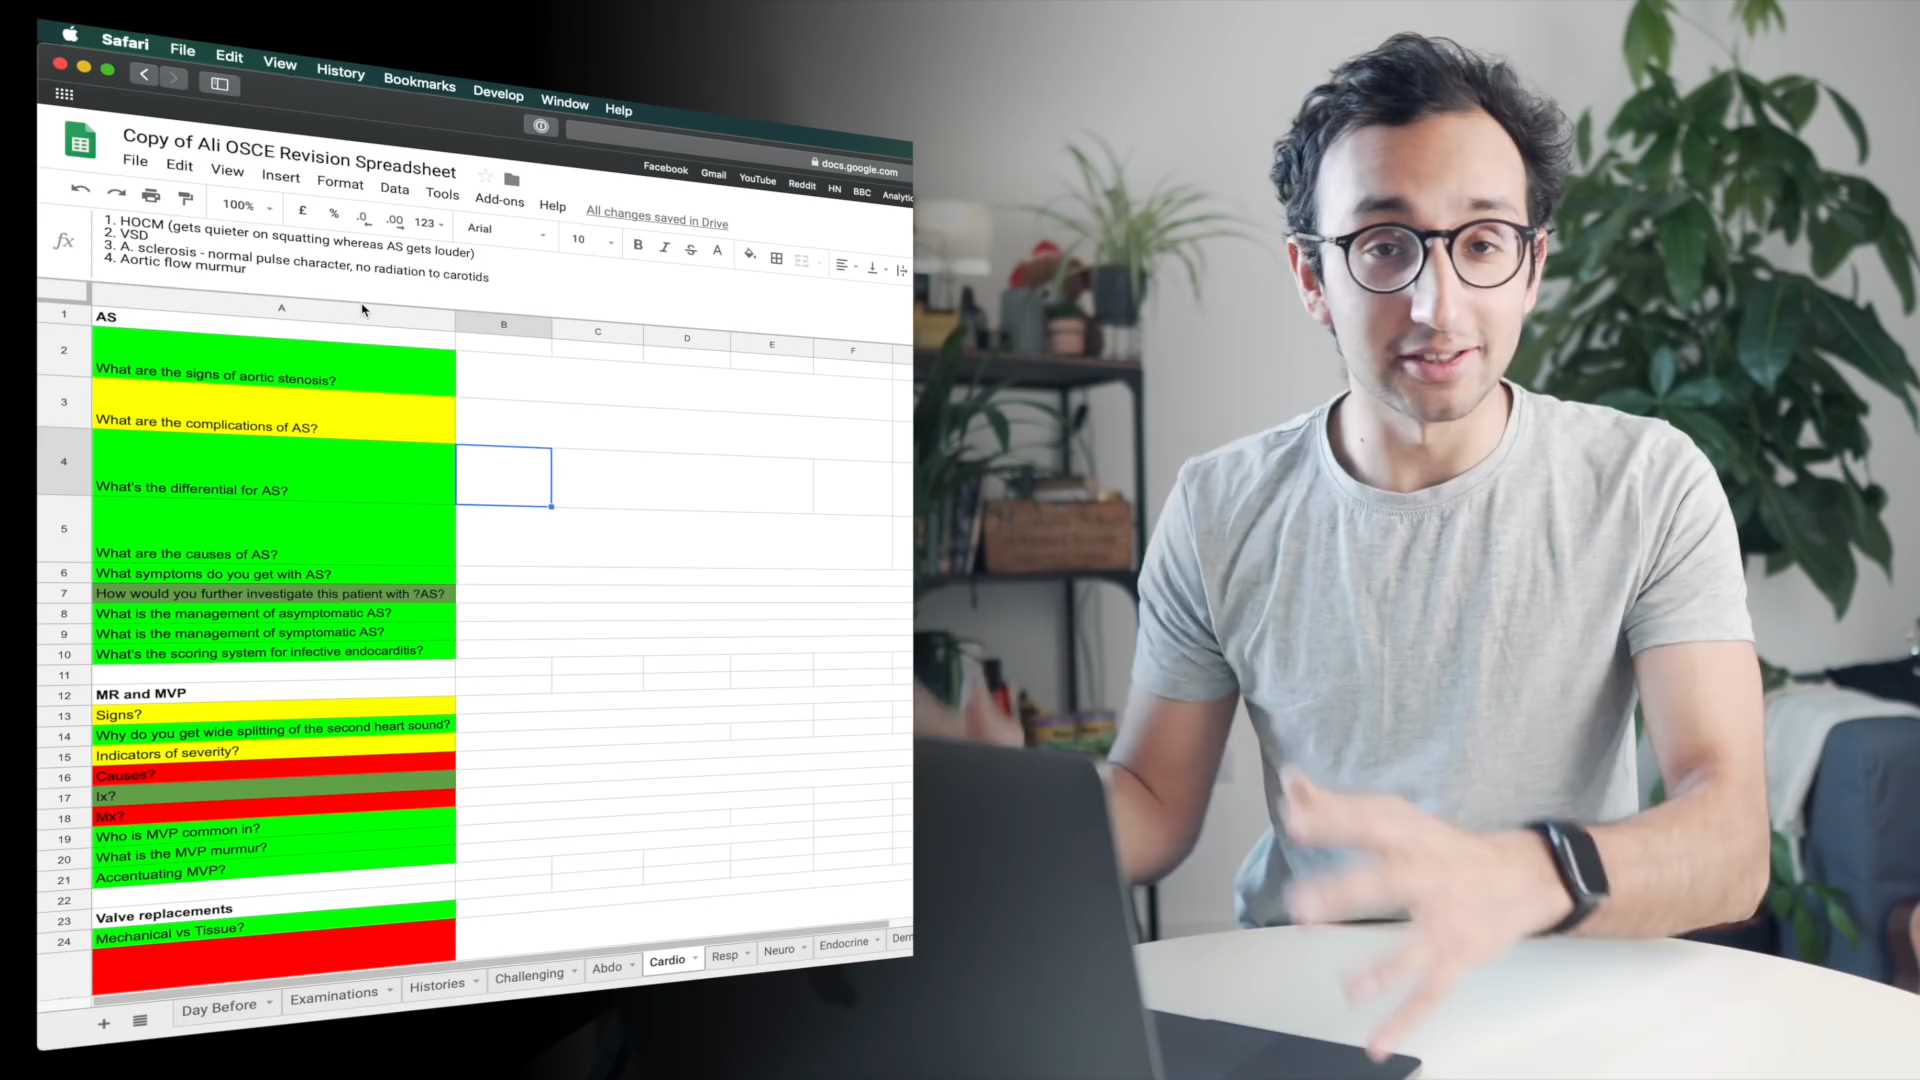 Safari File Edit View History Bookmarks Develop Window Help
docs.google.com
Facebook Gmail YouTube Reddit HN BBC
Copy of Ali OSCE Revision Spreadsheet
File Edit View Insert Format Data Tools Add-ons Help All changes saved in Drive
100% £ % .0 .00 123 Arial 10 B I S A
fx
1. HOCM (gets quieter on squatting whereas AS gets louder)
2. VSD
3. A. sclerosis - normal pulse character, no radiation to carotids
4. Aortic flow murmur
A B C D E F
1 AS
2 What are the signs of aortic stenosis?
3 What are the complications of AS?
4 What's the differential for AS?
5 What are the causes of AS?
6 What symptoms do you get with AS?
7 How would you further investigate this patient with ?AS?
8 What is the management of asymptomatic AS?
9 What is the management of symptomatic AS?
10 What's the scoring system for infective endocarditis?
11
12 MR and MVP
13 Signs?
14 Why do you get wide splitting of the second heart sound?
15 Indicators of severity?
16 Causes?
17 Ix?
18 Mx?
19 Who is MVP common in?
20 What is the MVP murmur?
21 Accentuating MVP?
22
23 Valve replacements
24 Mechanical vs Tissue?
+ Day Before Examinations Histories Challenging Abdo Cardio Resp Neuro Endocrine